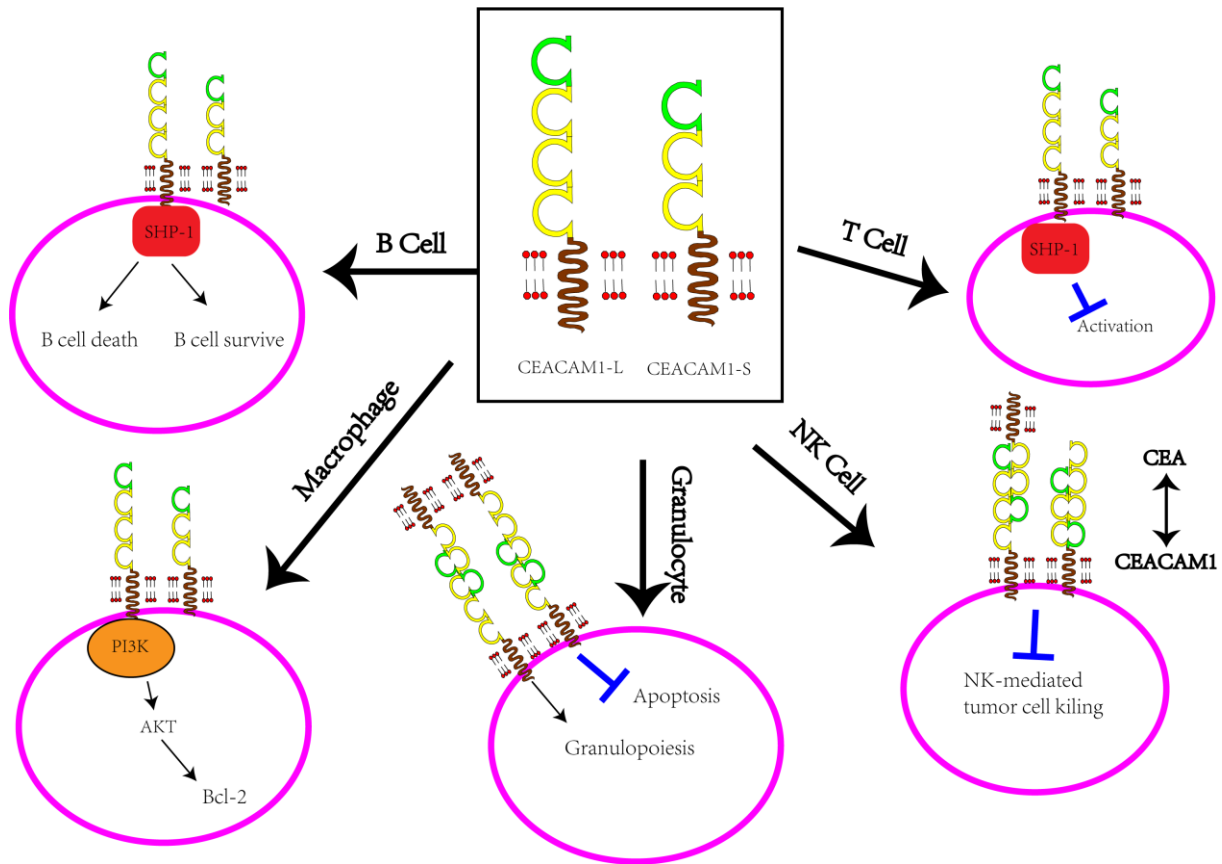 SHP-1
B cell death
B cell survive
B Cell
CEACAM1-L
CEACAM1-S
T Cell
SHP-1
Activation
Macrophage
PI3K
AKT
Bcl-2
Granulocyte
Apoptosis
Granulopoiesis
NK Cell
CEA
CEACAM1
NK-mediated
tumor cell kiling